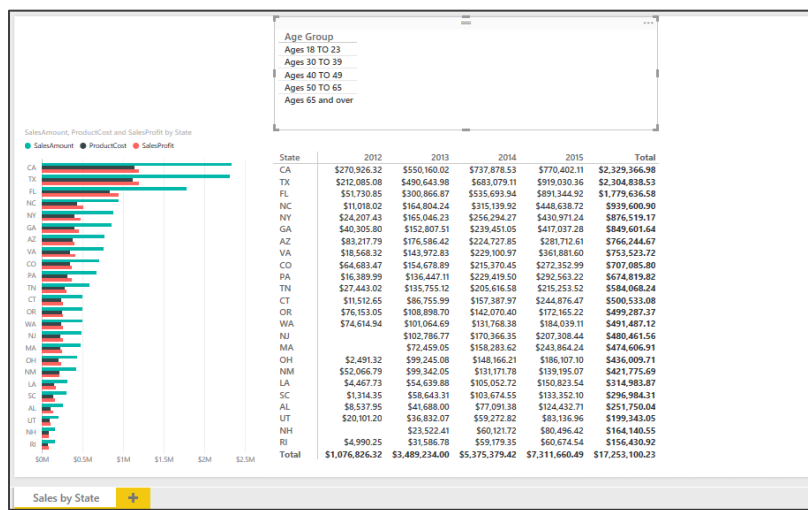 Age Group
Ages 18 TO 23
Ages 30 TO 39
Ages 40 TO 49
Ages 50 TO 65
Ages 65 and over
SalesAmount, ProductCost and SalesProfit by State
SalesAmount ProductCost SalesProfit
CA
TX
FL
NC
NY
GA
AZ
VA
CO
PA
TN
CT
OR
WA
NJ
MA
OH
NM
LA
SC
AL
UT
NH
RI
$0M $0.5M $1M $1.5M $2M $2.5M
State 2012 2013 2014 2015 Total
CA $270,926.32 $550,160.02 $737,878.53 $770,402.11 $2,329,366.98
TX $212,085.08 $490,643.98 $683,079.11 $919,030.36 $2,304,838.53
FL $51,730.85 $300,866.87 $535,693.94 $891,344.92 $1,779,636.58
NC $11,018.02 $164,804.24 $315,139.92 $448,638.72 $939,600.90
NY $24,207.43 $165,046.23 $256,294.27 $430,971.24 $876,519.17
GA $40,305.80 $152,807.51 $239,451.05 $417,037.28 $849,601.64
AZ $83,217.79 $176,586.42 $224,727.85 $281,712.61 $766,244.67
VA $18,568.32 $143,972.83 $229,100.97 $361,881.60 $753,523.72
CO $64,683.47 $154,678.89 $215,370.45 $272,352.99 $707,085.80
PA $16,389.99 $136,447.11 $229,419.50 $292,563.22 $674,819.82
TN $27,443.02 $135,755.12 $205,616.58 $215,253.52 $584,068.24
CT $11,512.65 $86,755.99 $157,387.97 $244,876.47 $500,533.08
OR $76,153.05 $108,898.70 $142,070.40 $172,165.22 $499,287.37
WA $74,614.94 $101,064.69 $131,768.38 $184,039.11 $491,487.12
NJ $102,786.77 $170,366.35 $207,308.44 $480,461.56
MA $72,459.05 $158,283.62 $243,864.24 $474,606.91
OH $2,491.32 $99,245.08 $148,166.21 $186,107.10 $436,009.71
NM $52,066.79 $99,342.05 $131,171.78 $139,195.07 $421,775.69
LA $4,467.73 $54,639.88 $105,052.72 $150,823.54 $314,983.87
SC $1,314.35 $58,643.31 $103,674.55 $133,352.10 $296,984.31
AL $8,537.95 $41,688.00 $77,091.38 $124,432.71 $251,750.04
UT $20,101.20 $36,832.07 $59,272.82 $83,136.96 $199,343.05
NH $23,522.41 $60,121.72 $80,496.42 $164,140.55
RI $4,990.25 $31,586.78 $59,179.35 $60,674.54 $156,430.92
Total $1,076,826.32 $3,489,234.00 $5,375,379.42 $7,311,660.49 $17,253,100.23
Sales by State +